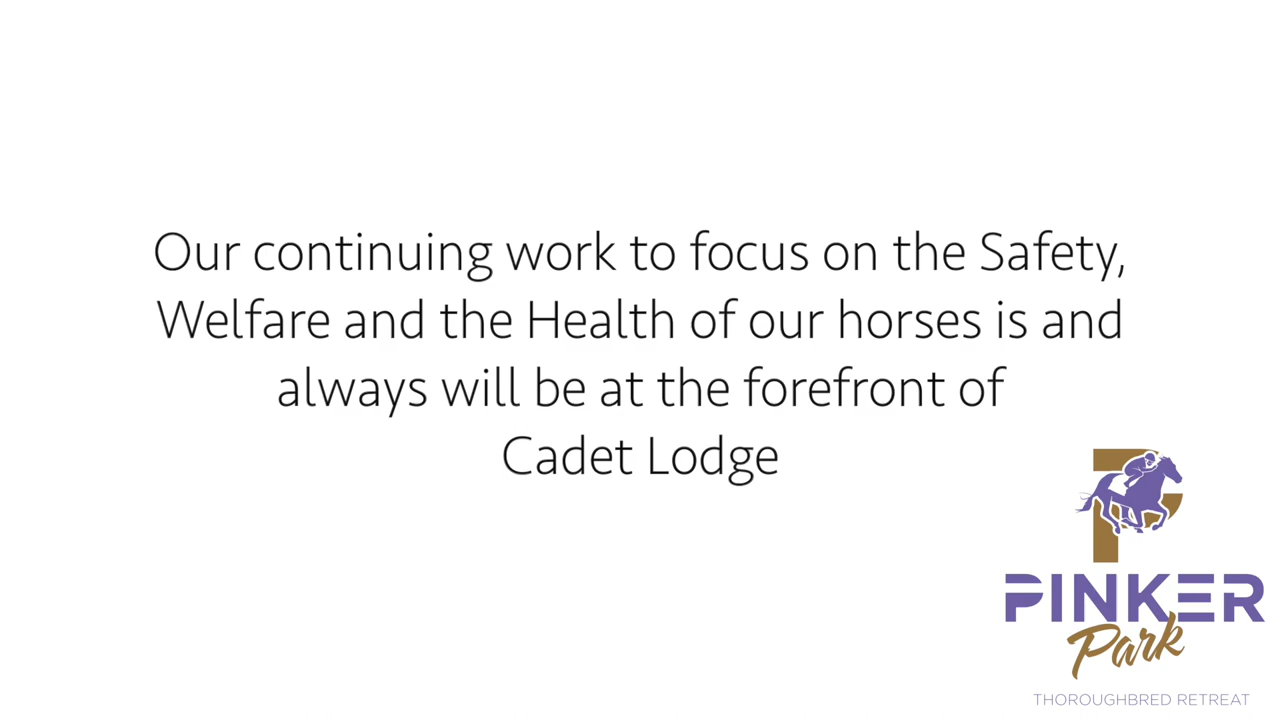 Our continuing work to focus on the Safety,
Welfare and the Health of our horses is and
always will be at the forefront of
Cadet Lodge
P
PINKER
Park
THOROUGHBRED RETREAT